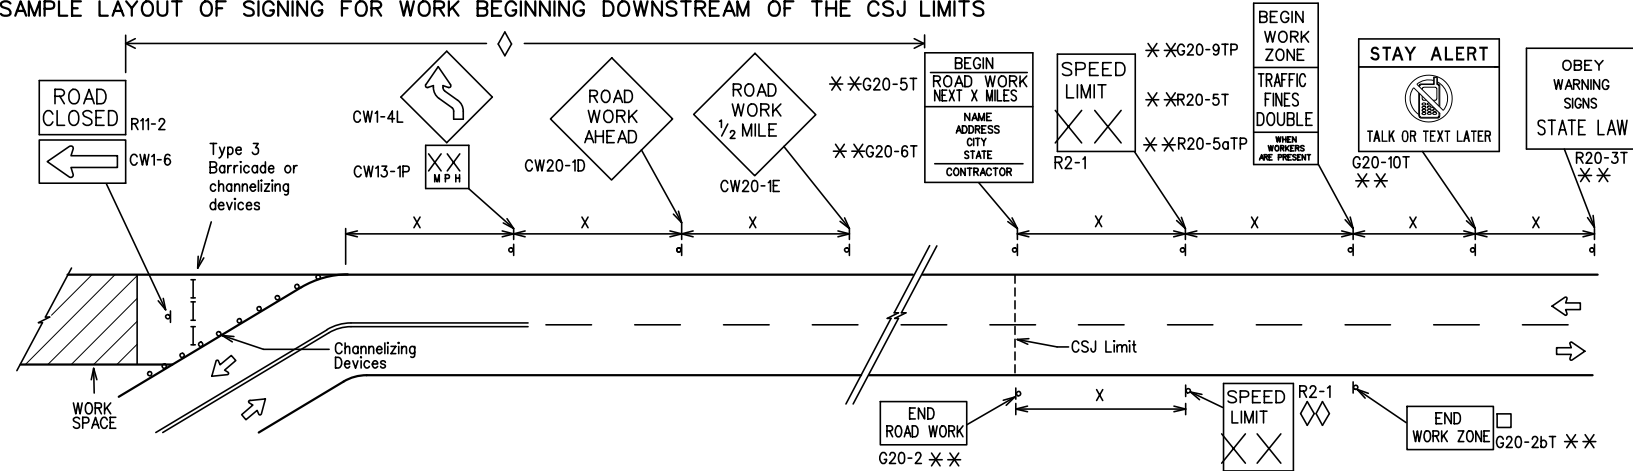 SAMPLE LAYOUT OF SIGNING FOR WORK BEGINNING DOWNSTREAM OF THE CSJ LIMITS
ROAD
CLOSED
R11-2
CW1-6
Type 3
Barricade or
channelizing
devices
CW1-4L
CW13-1P
XX
MPH
ROAD
WORK
AHEAD
CW20-1D
ROAD
WORK
1/2 MILE
CW20-1E
**G20-5T
**G20-6T
BEGIN
ROAD WORK
NEXT X MILES
NAME
ADDRESS
CITY
STATE
CONTRACTOR
SPEED
LIMIT
XX
R2-1
**G20-9TP
**R20-5T
**R20-5aTP
BEGIN
WORK
ZONE
TRAFFIC
FINES
DOUBLE
WHEN
WORKERS
ARE PRESENT
STAY ALERT
TALK OR TEXT LATER
G20-10T
**
OBEY
WARNING
SIGNS
STATE LAW
R20-3T
**
X
X
X
X
X
X
X
Channelizing
Devices
CSJ Limit
WORK
SPACE
END
ROAD WORK
G20-2 **
X
SPEED
LIMIT
XX
R2-1
END
WORK ZONE
G20-2bT **